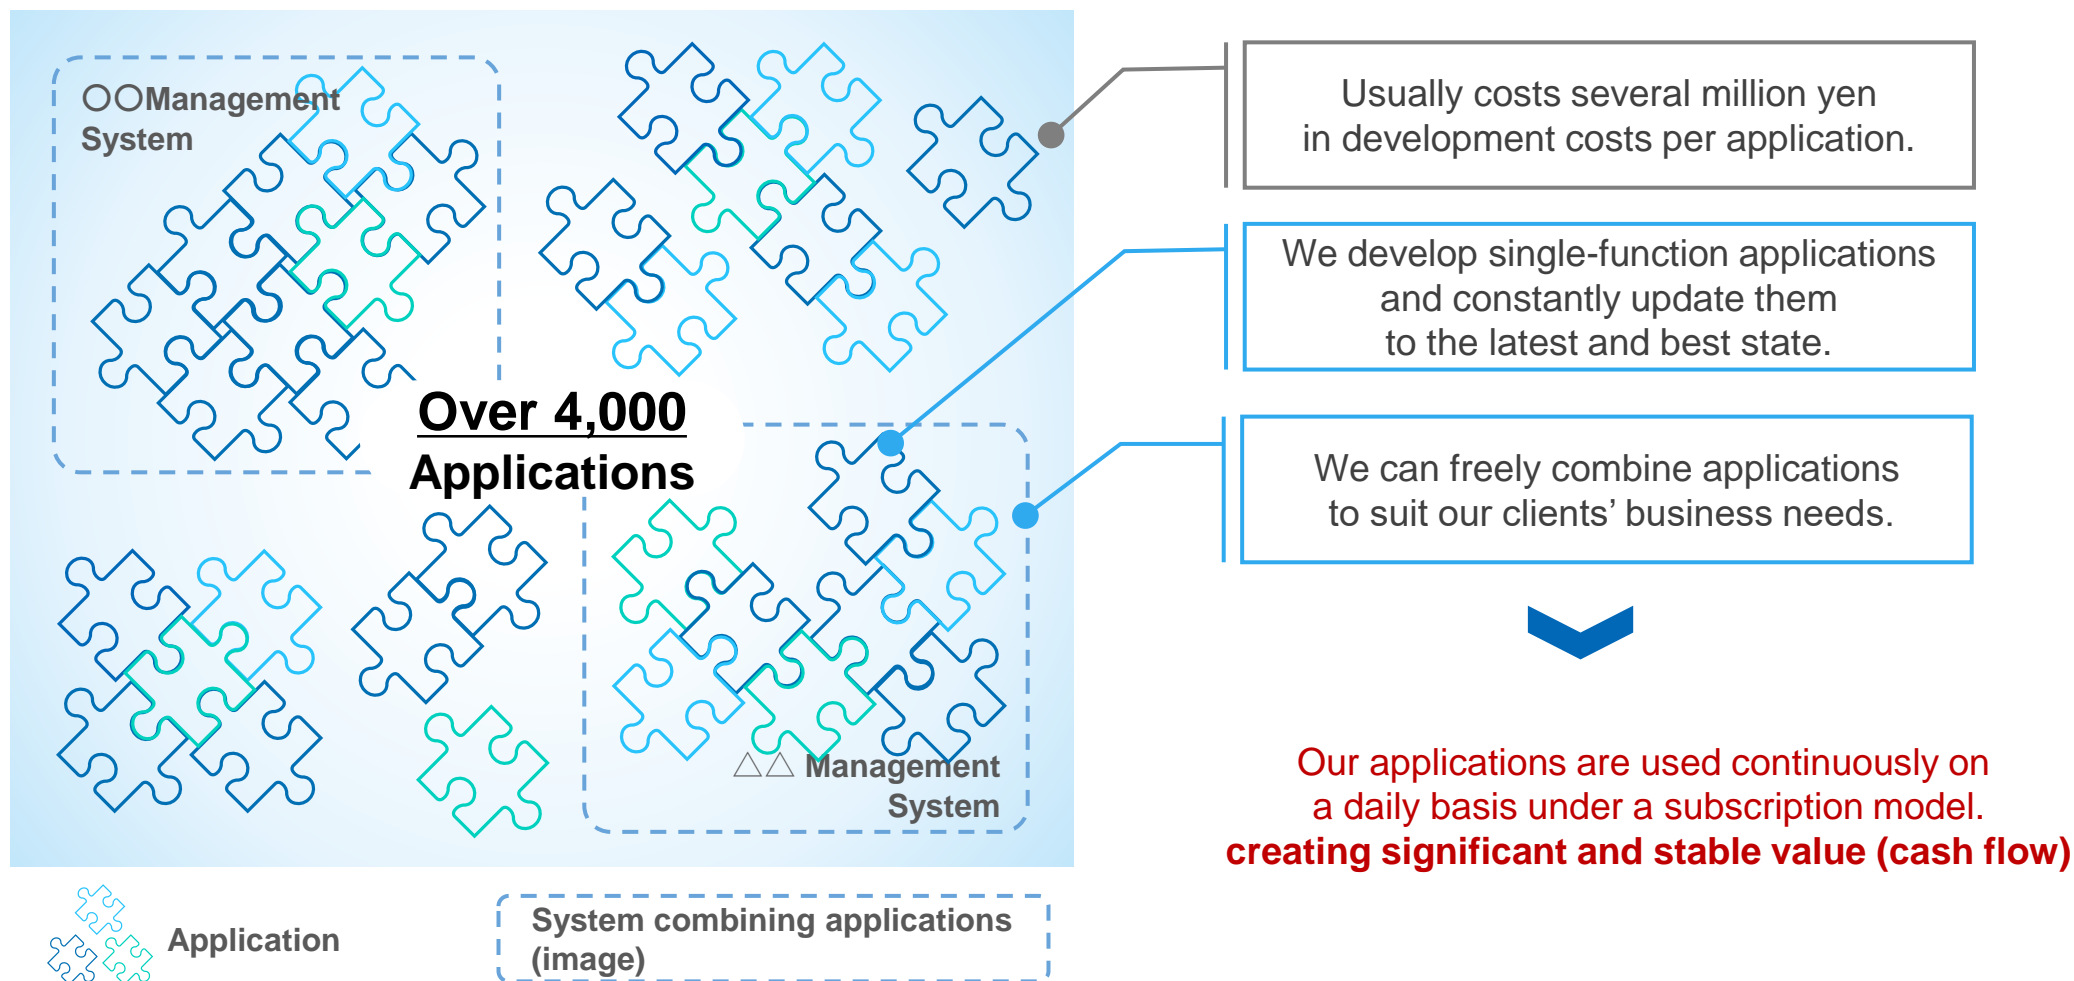 〇〇Management
System
Over 4,000
Applications
△△ Management
System
Application
System combining applications
(image)
Usually costs several million yen
in development costs per application.
We develop single-function applications
and constantly update them
to the latest and best state.
We can freely combine applications
to suit our clients’ business needs.
Our applications are used continuously on
a daily basis under a subscription model.
creating significant and stable value (cash flow)